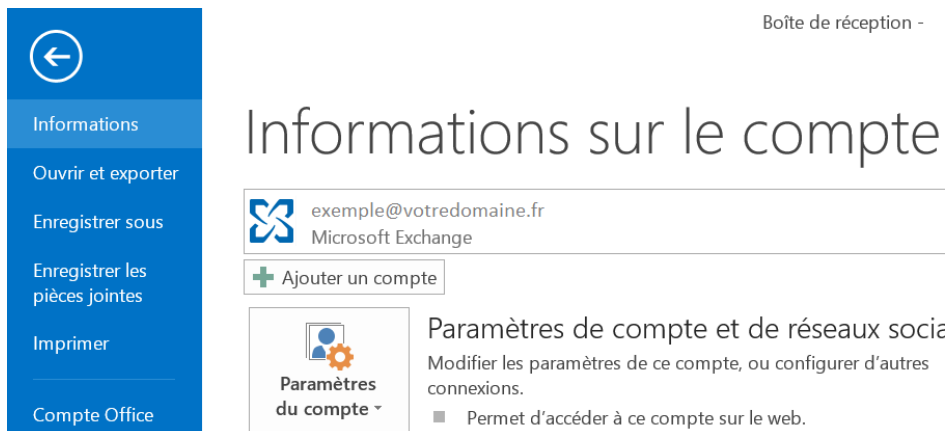 Boîte de réception -
Informations
Ouvrir et exporter
Enregistrer sous
Enregistrer les
pièces jointes
Imprimer
Compte Office
Informations sur le compte
exemple@votredomaine.fr
Microsoft Exchange
Ajouter un compte
Paramètres
du compte
Paramètres de compte et de réseaux socia
Modifier les paramètres de ce compte, ou configurer d'autres
connexions.
Permet d'accéder à ce compte sur le web.